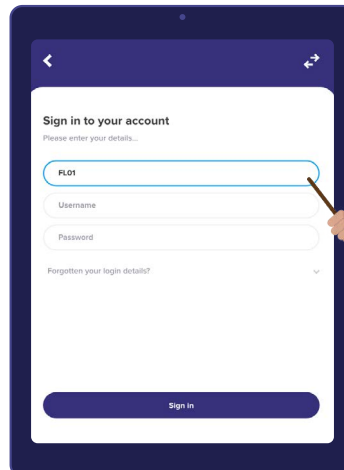 Sign in to your account
Please enter your details...
FL01
Username
Password
Forgotten your login details?
Sign in